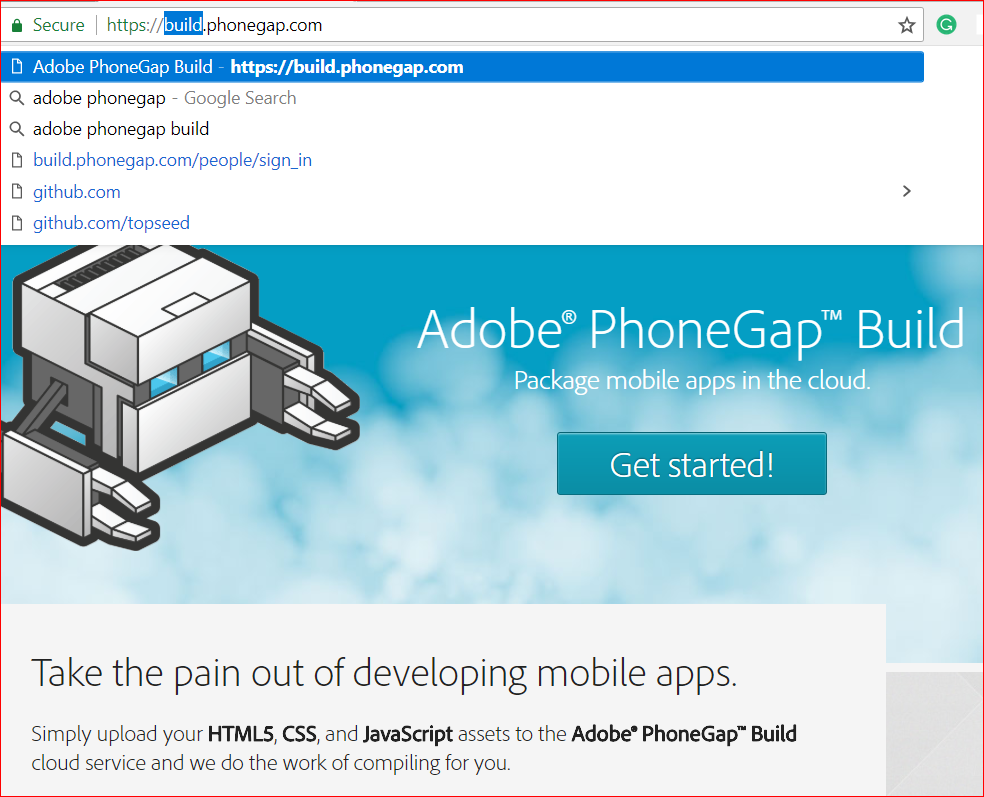 Secure | https://build.phonegap.com
Adobe PhoneGap Build - https://build.phonegap.com
adobe phonegap - Google Search
adobe phonegap build
build.phonegap.com/people/sign_in
github.com
github.com/topseed
Adobe® PhoneGap™ Build
Package mobile apps in the cloud.
Get started!
Take the pain out of developing mobile apps.
Simply upload your HTML5, CSS, and JavaScript assets to the Adobe® PhoneGap™ Build
cloud service and we do the work of compiling for you.